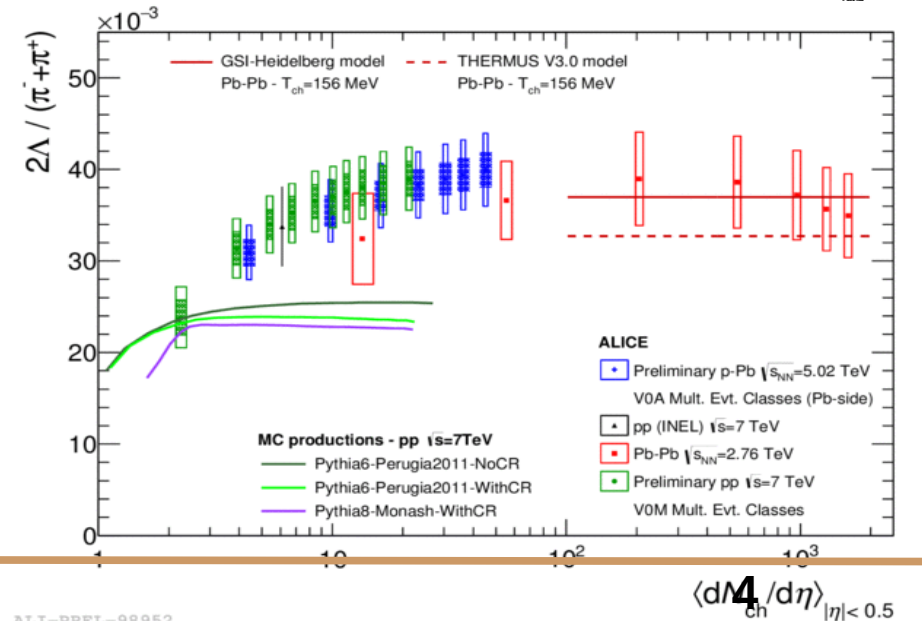 ×10⁻³
2Λ / (π⁻+π⁺)
50
40
30
20
10
0
GSI-Heidelberg model
Pb-Pb - T_ch=156 MeV
THERMUS V3.0 model
Pb-Pb - T_ch=156 MeV
ALICE
Preliminary p-Pb √s_NN=5.02 TeV
V0A Mult. Evt. Classes (Pb-side)
pp (INEL) √s=7 TeV
Pb-Pb √s_NN=2.76 TeV
Preliminary pp √s=7 TeV
V0M Mult. Evt. Classes
MC productions - pp √s=7TeV
Pythia6-Perugia2011-NoCR
Pythia6-Perugia2011-WithCR
Pythia8-Monash-WithCR
1 10 10² 10³
⟨dN_ch/dη⟩_|η|< 0.5
4